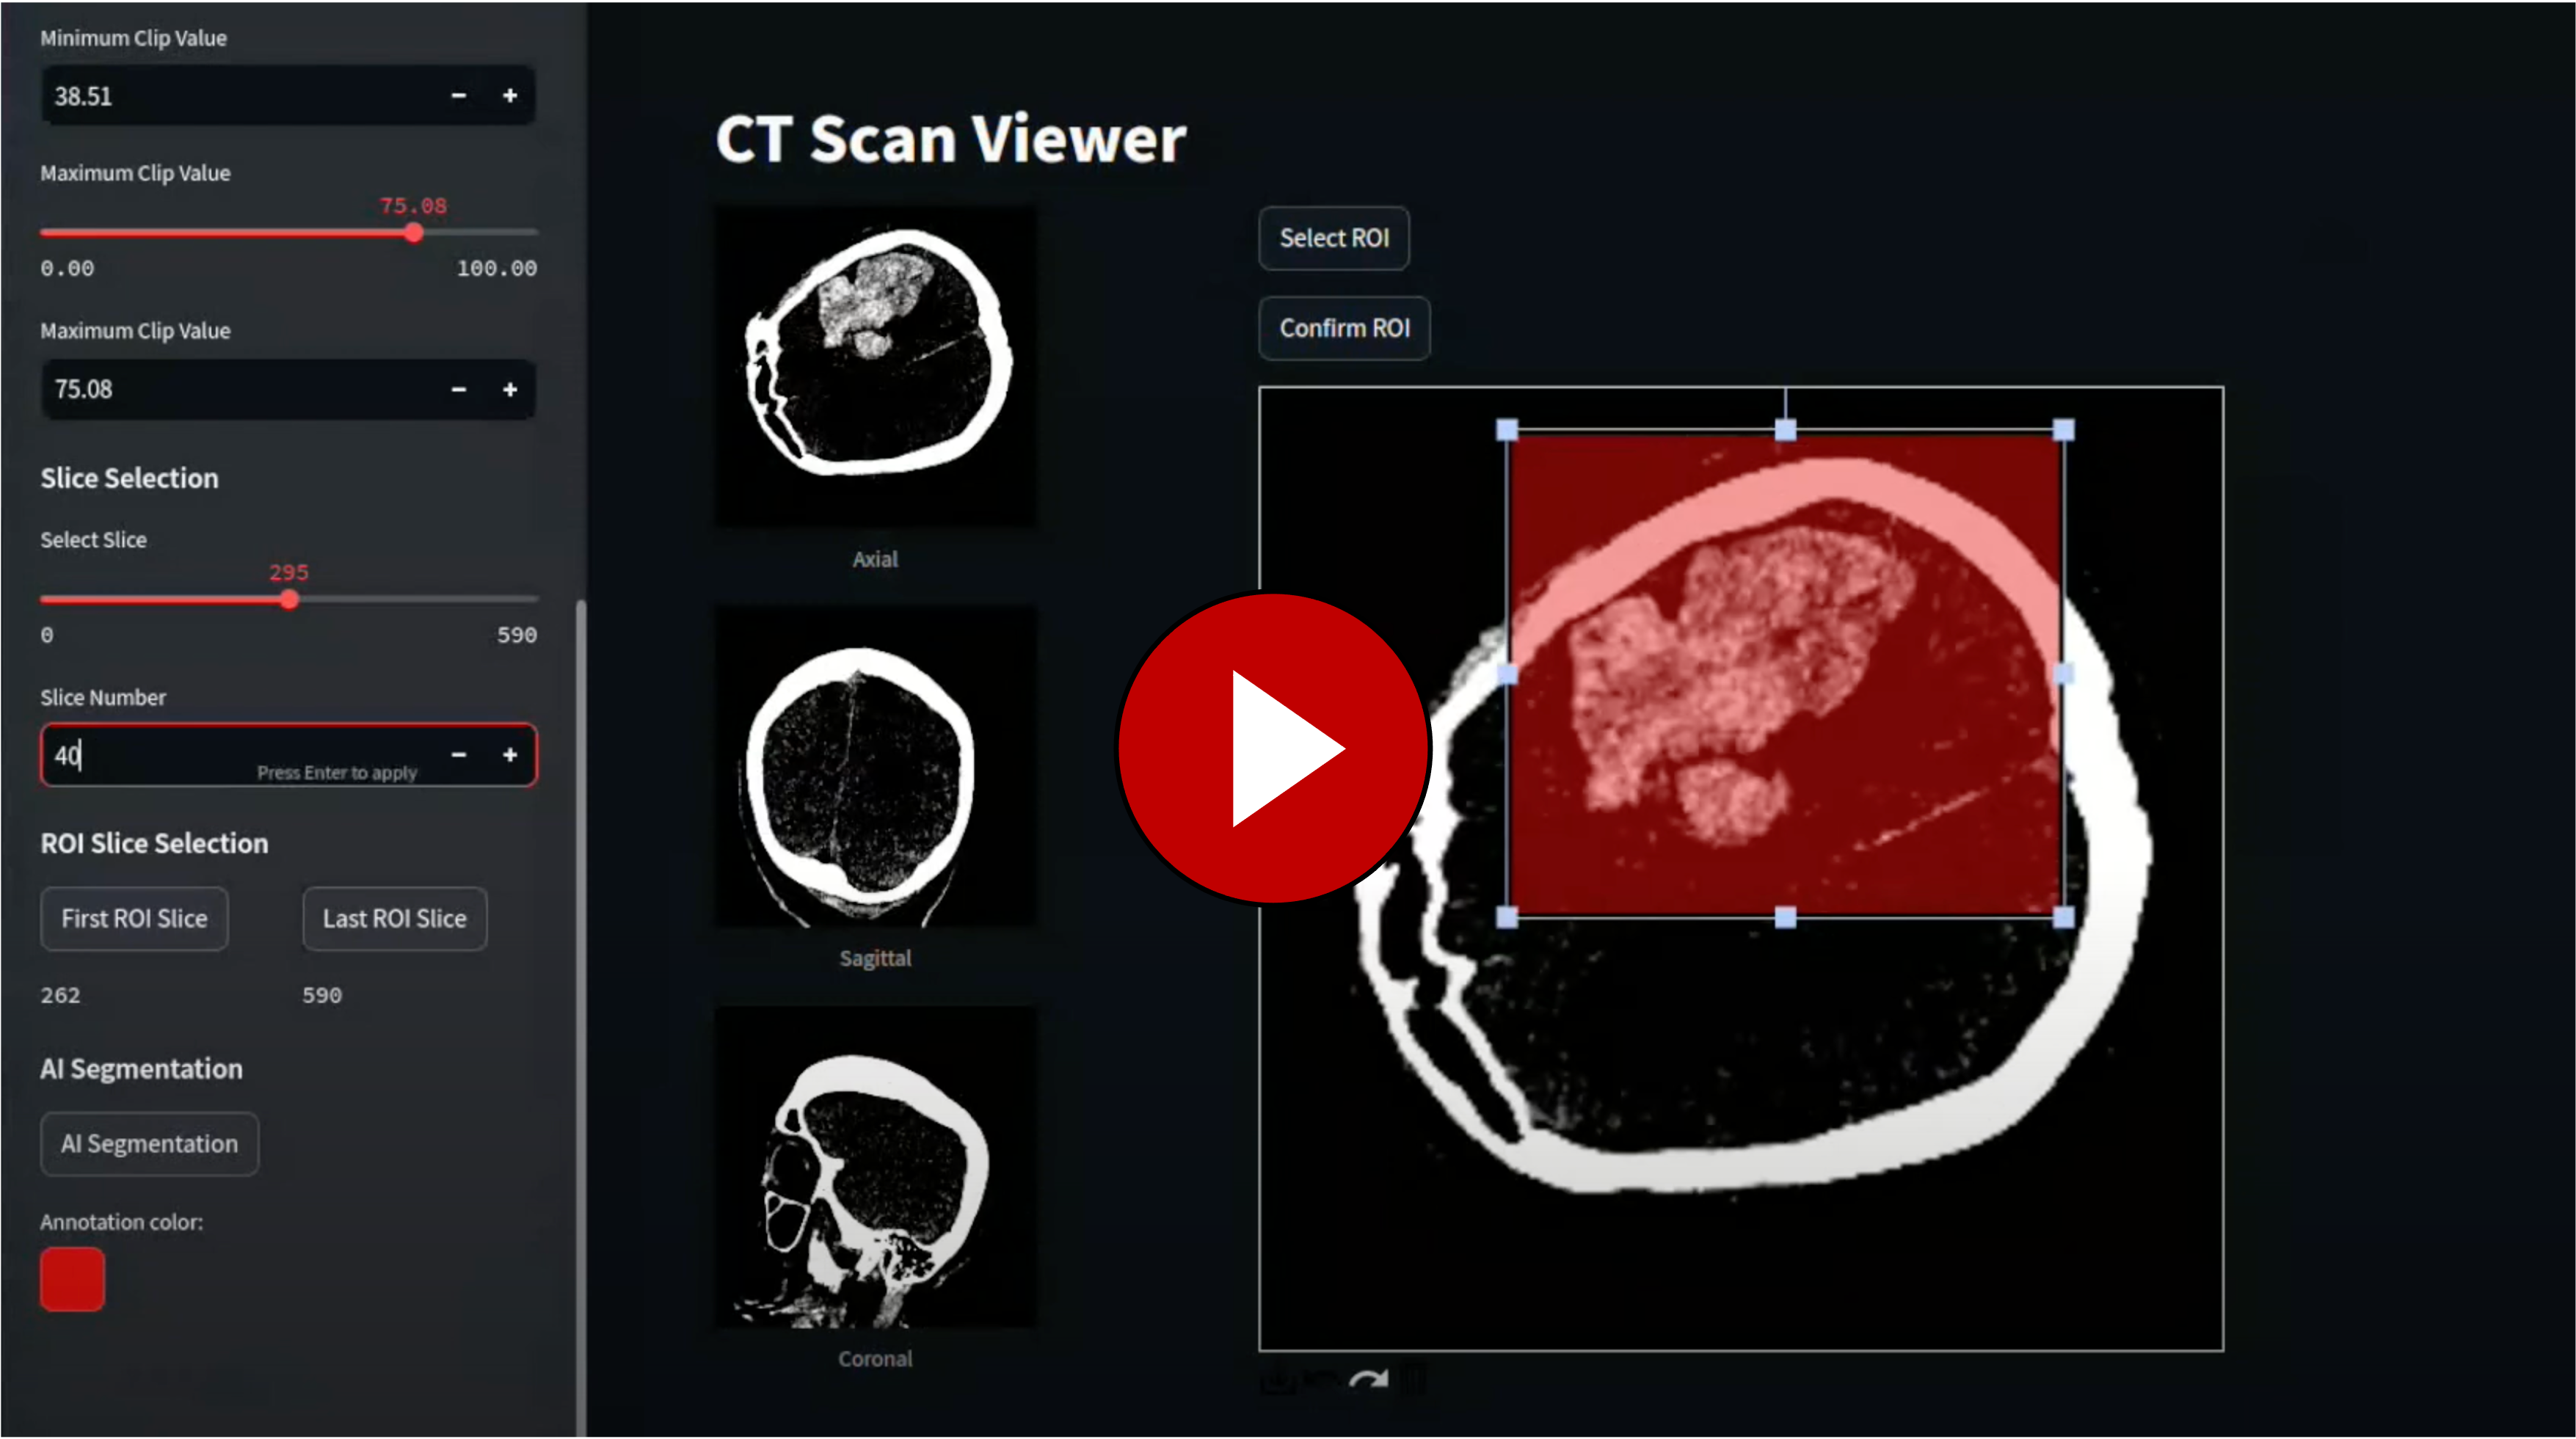 Minimum Clip Value
38.51
Maximum Clip Value
75.08
0.00 100.00
Maximum Clip Value
75.08
Slice Selection
Select Slice
295
0 590
Slice Number
40
Press Enter to apply
ROI Slice Selection
First ROI Slice Last ROI Slice
262 590
AI Segmentation
AI Segmentation
Annotation color:
CT Scan Viewer
Axial
Sagittal
Coronal
Select ROI
Confirm ROI